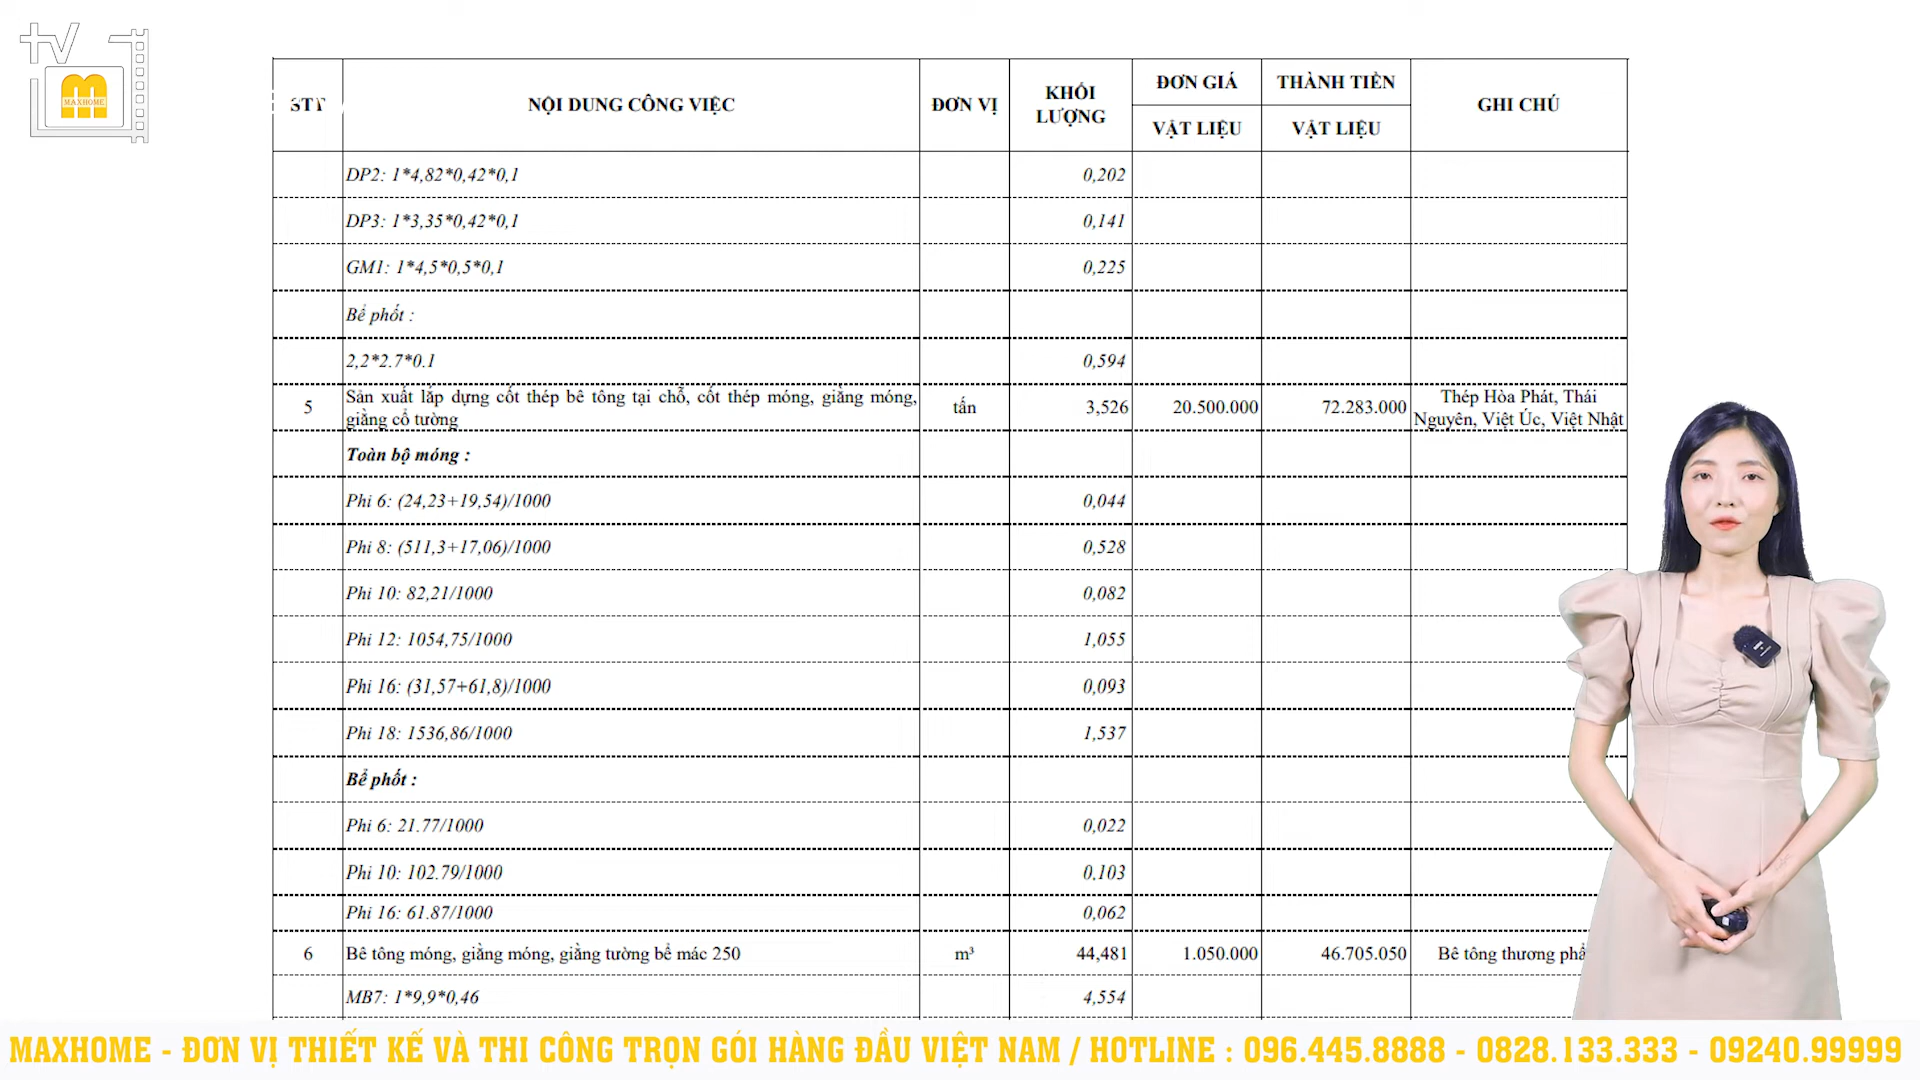 tv
MAXHOME
STT NỘI DUNG CÔNG VIỆC ĐƠN VỊ KHỐI LƯỢNG ĐƠN GIÁ THÀNH TIỀN GHI CHÚ
VẬT LIỆU VẬT LIỆU
DP2: 1*4,82*0,42*0,1 0,202
DP3: 1*3,35*0,42*0,1 0,141
GM1: 1*4,5*0,5*0,1 0,225
Bể phốt :
2,2*2.7*0.1 0,594
5 Sản xuất lắp dựng cốt thép bê tông tại chỗ, cốt thép móng, giằng móng, tấn 3,526 20.500.000 72.283.000 Thép Hòa Phát, Thái
giằng cổ tường Nguyên, Việt Úc, Việt Nhật
Toàn bộ móng :
Phi 6: (24,23+19,54)/1000 0,044
Phi 8: (511,3+17,06)/1000 0,528
Phi 10: 82,21/1000 0,082
Phi 12: 1054,75/1000 1,055
Phi 16: (31,57+61,8)/1000 0,093
Phi 18: 1536,86/1000 1,537
Bể phốt :
Phi 6: 21.77/1000 0,022
Phi 10: 102.79/1000 0,103
Phi 16: 61.87/1000 0,062
6 Bê tông móng, giằng móng, giằng tường bể mác 250 m³ 44,481 1.050.000 46.705.050 Bê tông thương
MB7: 1*9,9*0,46 4,554
MAXHOME - ĐƠN VỊ THIẾT KẾ VÀ THI CÔNG TRỌN GÓI HÀNG ĐẦU VIỆT NAM / HOTLINE : 096.445.8888 - 0828.133.333 - 09240.99999